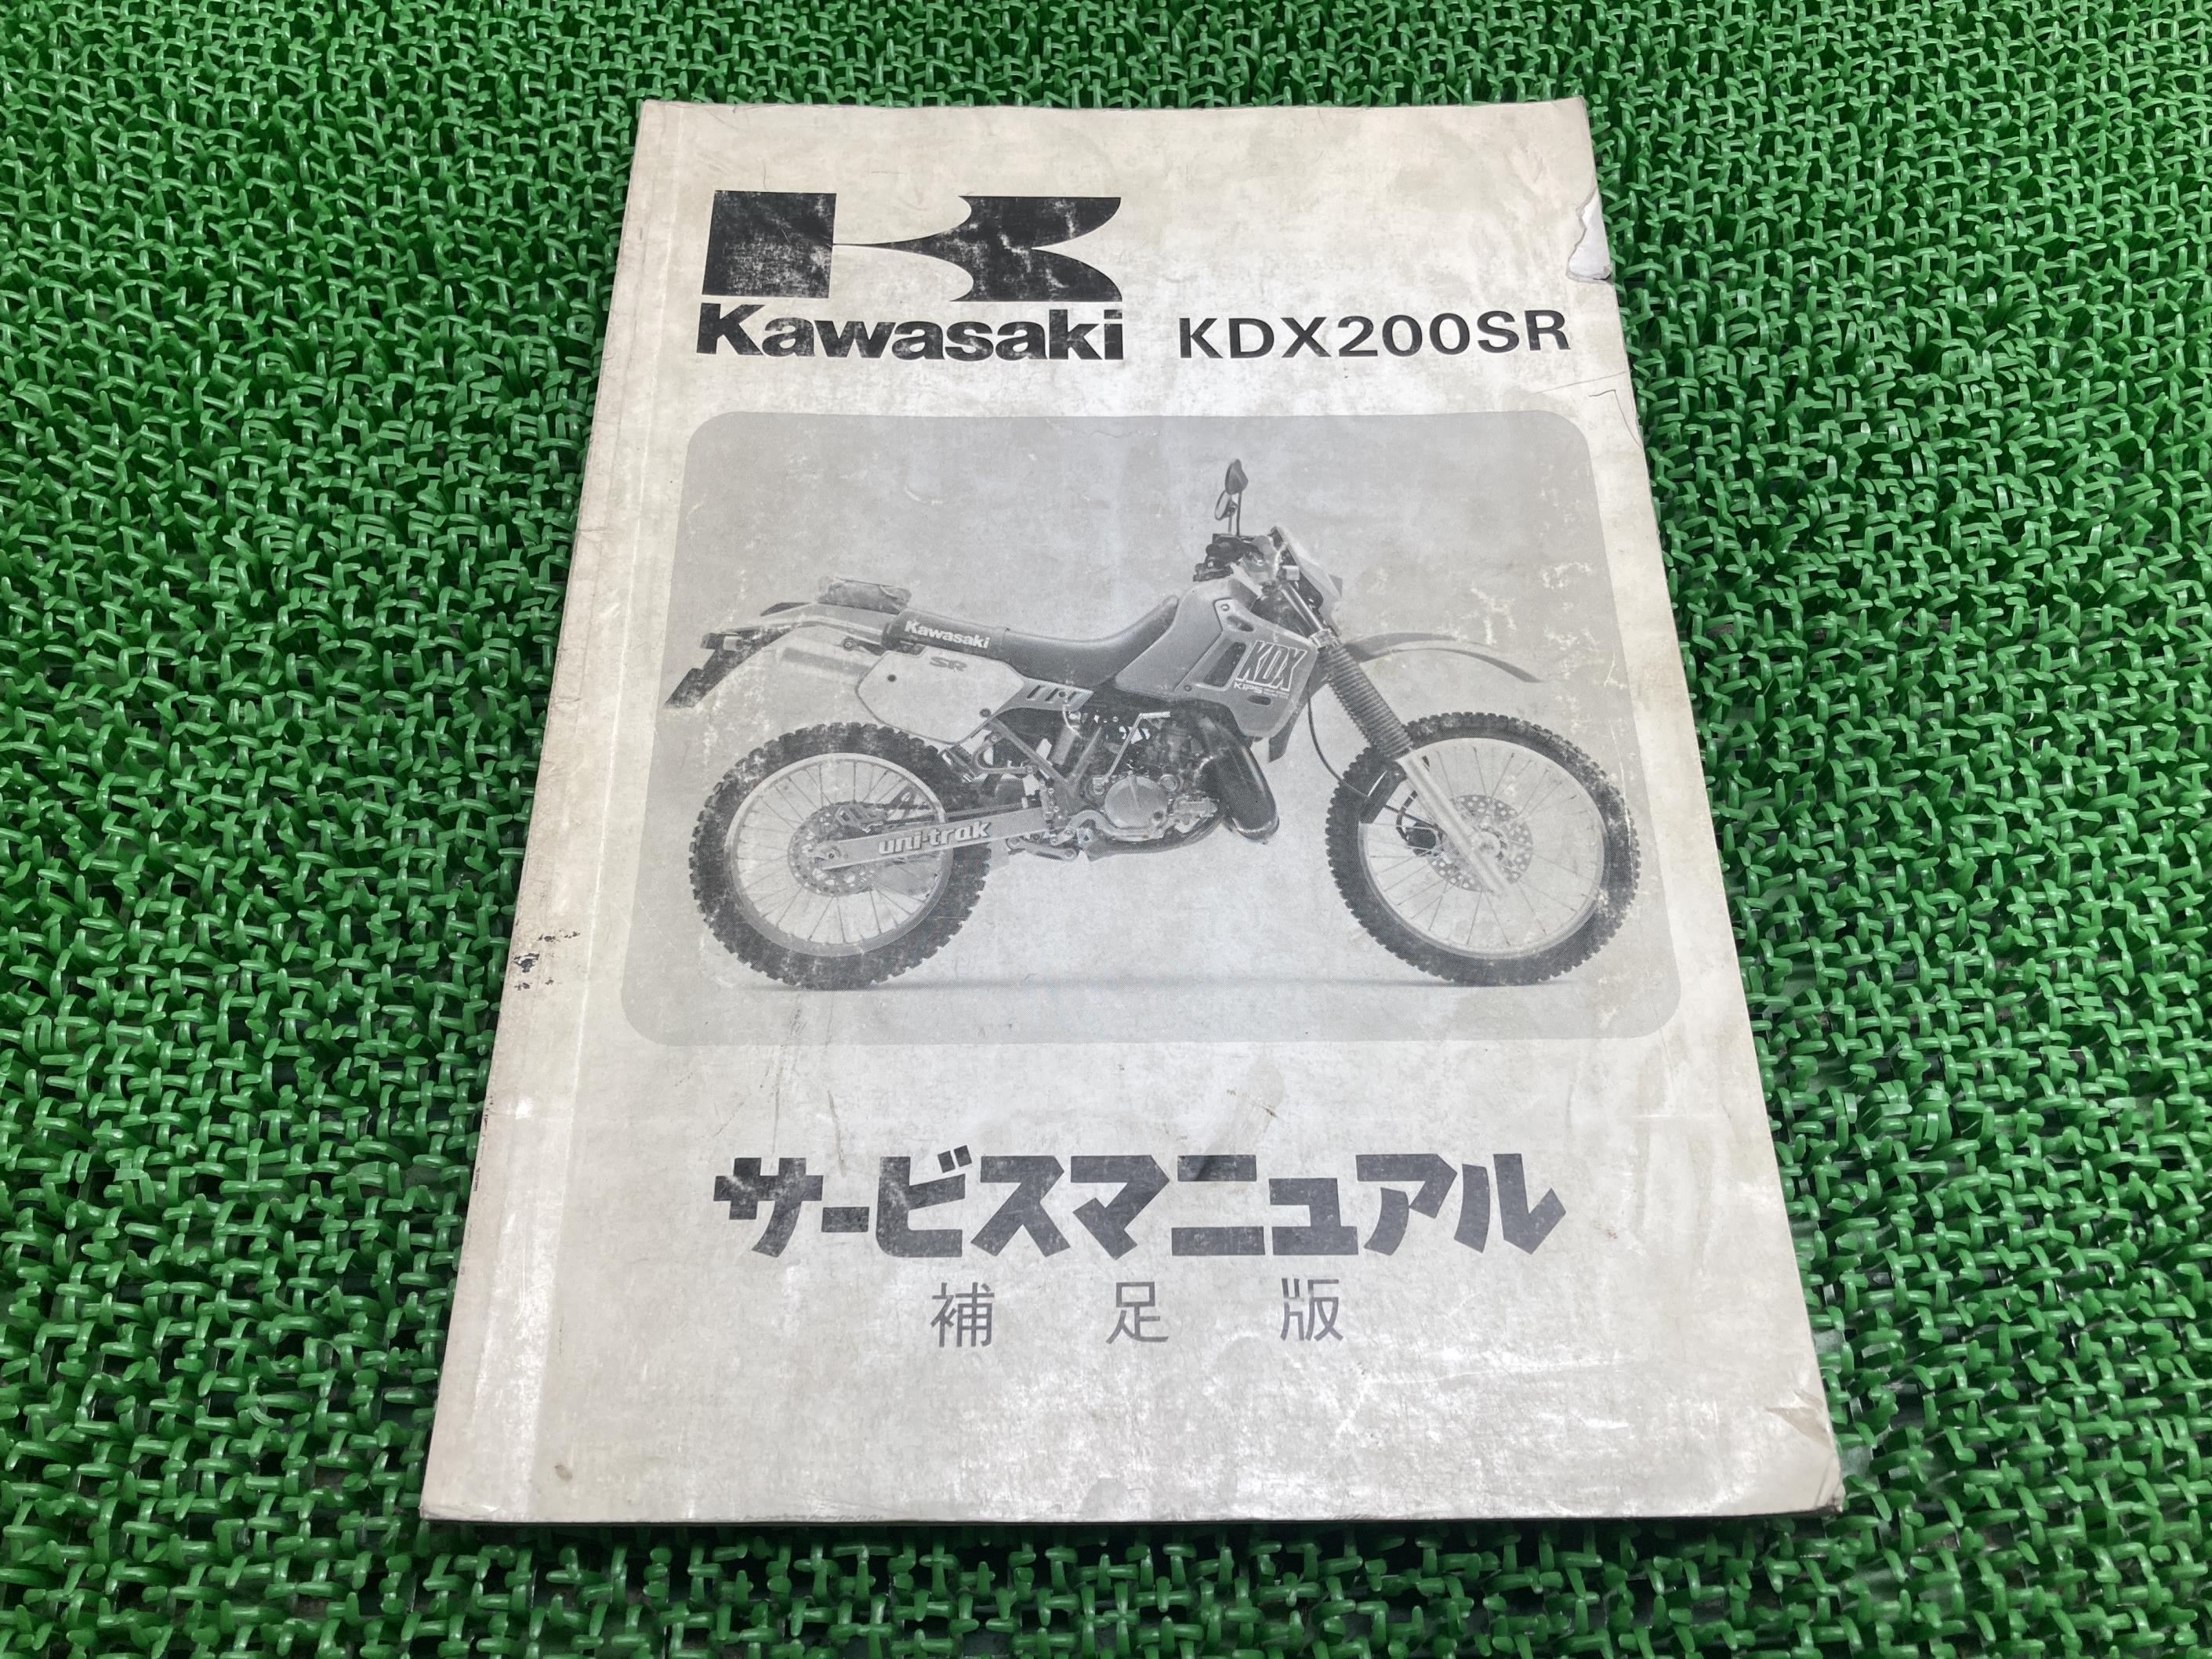 Kawasaki KDX200SR
Kawasaki
SR
KDX
KIPS
uni-trak
サービスマニュアル
補足版